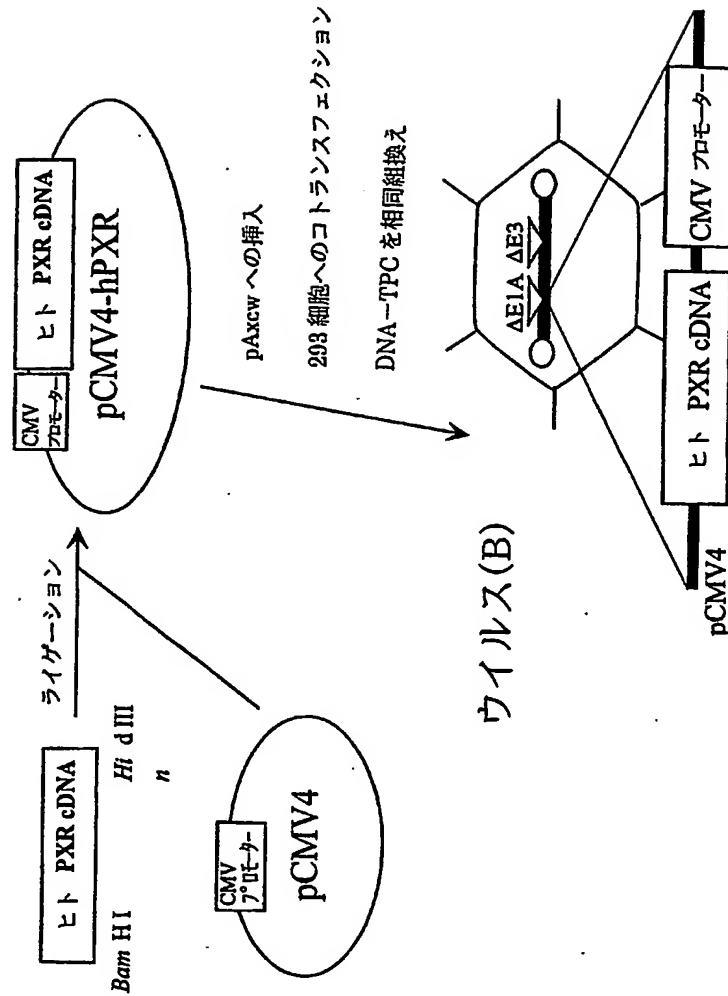 ヒト PXR cDNA
Bam HI
Hi dIII
n
ライゲーション
CMV
プロモーター
pCMV4
CMV
プロモーター
ヒト PXR cDNA
pCMV4-hPXR
pAxcw への挿入
293 細胞へのコトランスフェクション
DNA－TPC を相同組換え
ウイルス(B)
ΔE1A ΔE3
pCMV4
ヒト PXR cDNA
CMV プロモーター